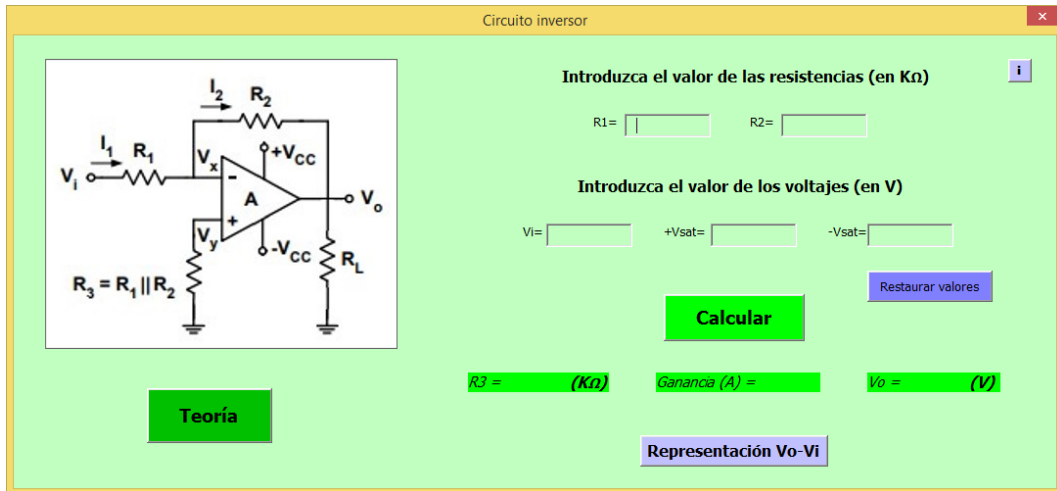 Circuito inversor
x
I2 R2
I1 R1
Vi
Vx
+VCC
-
A
Vo
+
Vy
-VCC
RL
R3 = R1 || R2
Teoría
Introduzca el valor de las resistencias (en KΩ)
i
R1= R2=
Introduzca el valor de los voltajes (en V)
Vi= +Vsat= -Vsat=
Restaurar valores
Calcular
R3 = (KΩ) Ganancia (A) = Vo = (V)
Representación Vo-Vi